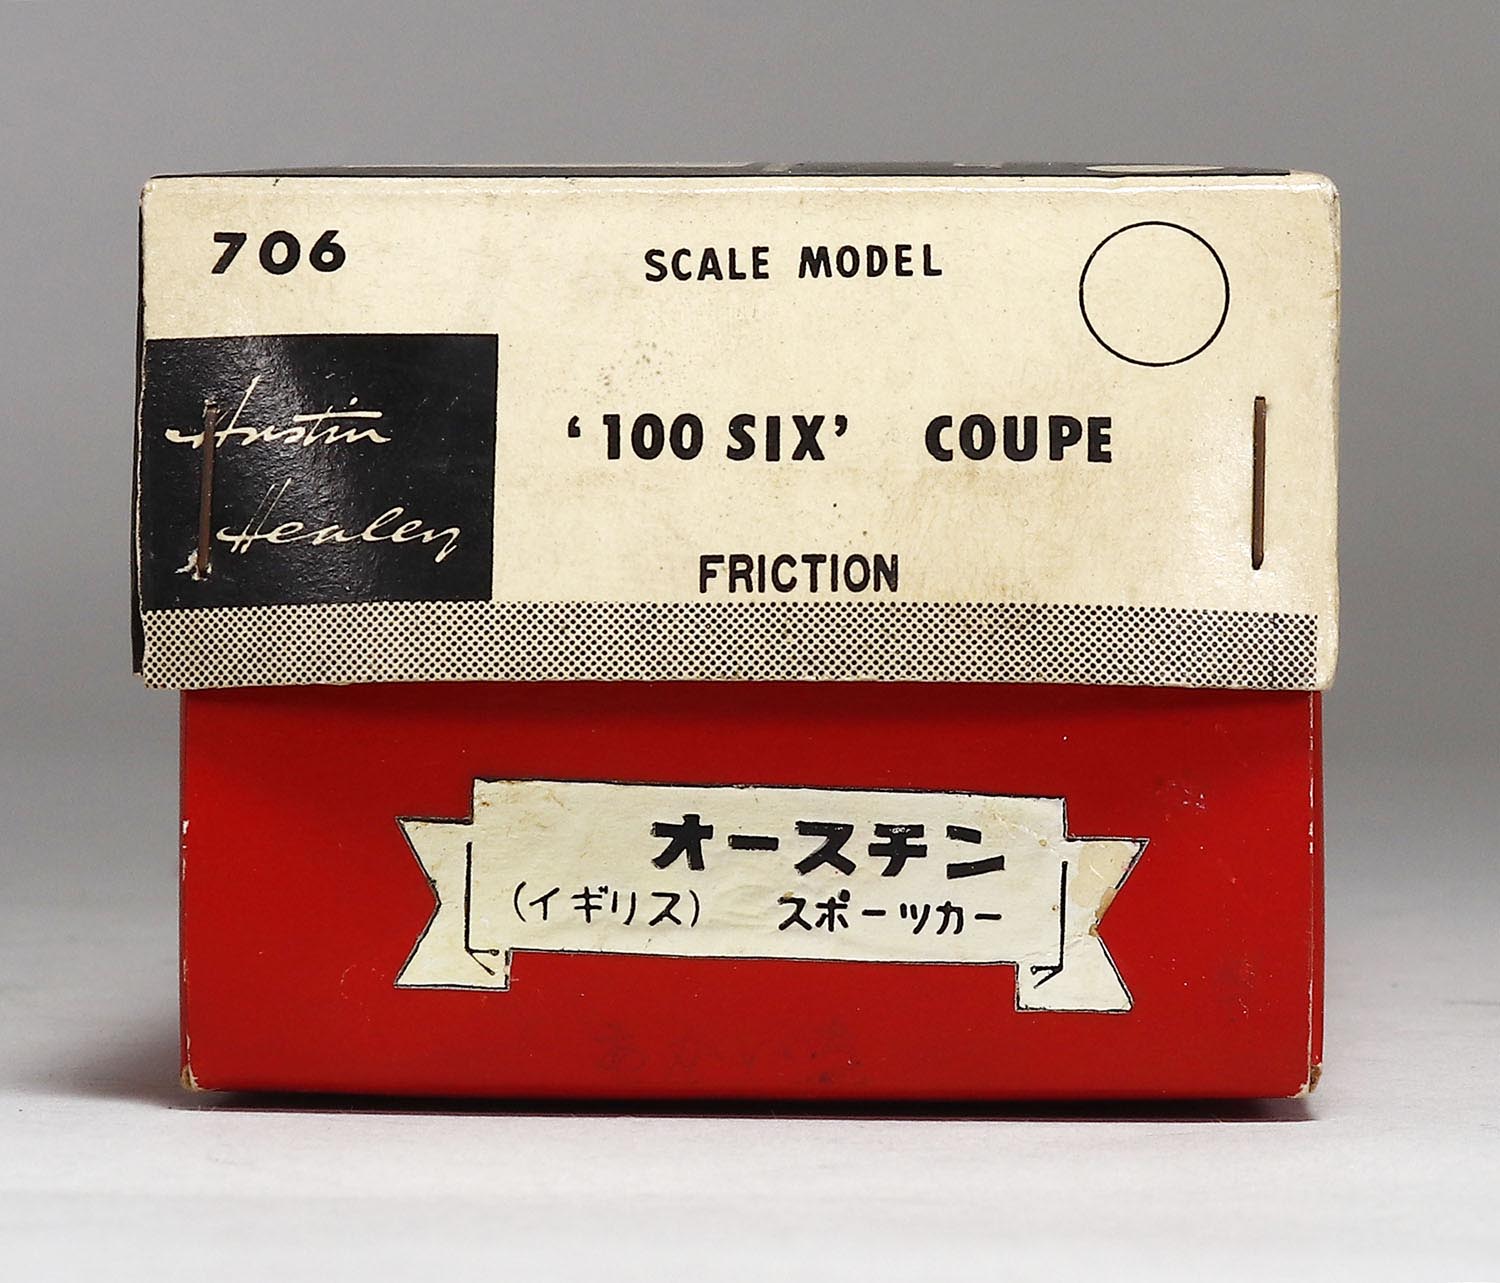 706
SCALE MODEL
Austin
Healey
‘100 SIX’ COUPE
FRICTION
オースチン
(イギリス) スポーツカー